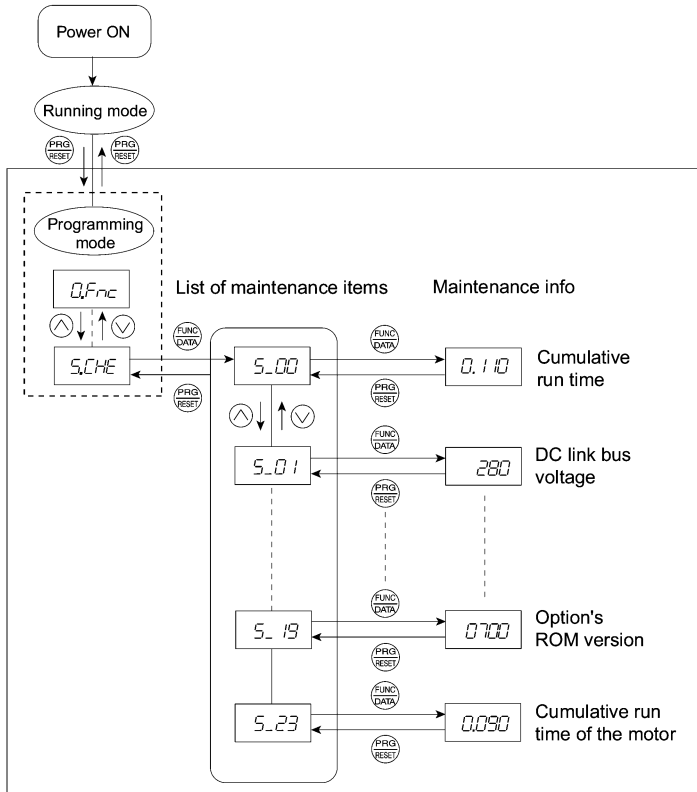 Power ON
Running mode
PRG
RESET
PRG
RESET
Programming
mode
0.Fnc
List of maintenance items
Maintenance info
FUNC
DATA
FUNC
DATA
5.CHE
5_00
0.110
Cumulative
run time
PRG
RESET
PRG
RESET
FUNC
DATA
5_01
280
DC link bus
voltage
PRG
RESET
FUNC
DATA
5_19
0700
Option's
ROM version
PRG
RESET
FUNC
DATA
5_23
0.090
Cumulative run
time of the motor
PRG
RESET